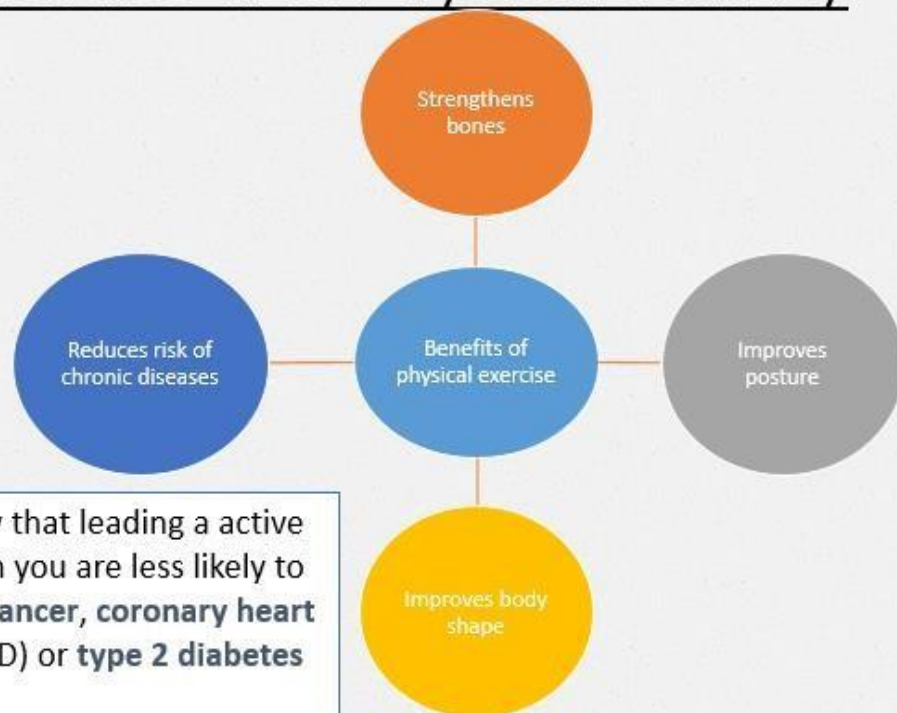 Strengthens
bones
Reduces risk of
chronic diseases
Benefits of
physical exercise
Improves
posture
that leading a active
you are less likely to
coronary heart
or type 2 diabetes
Improves body
shape